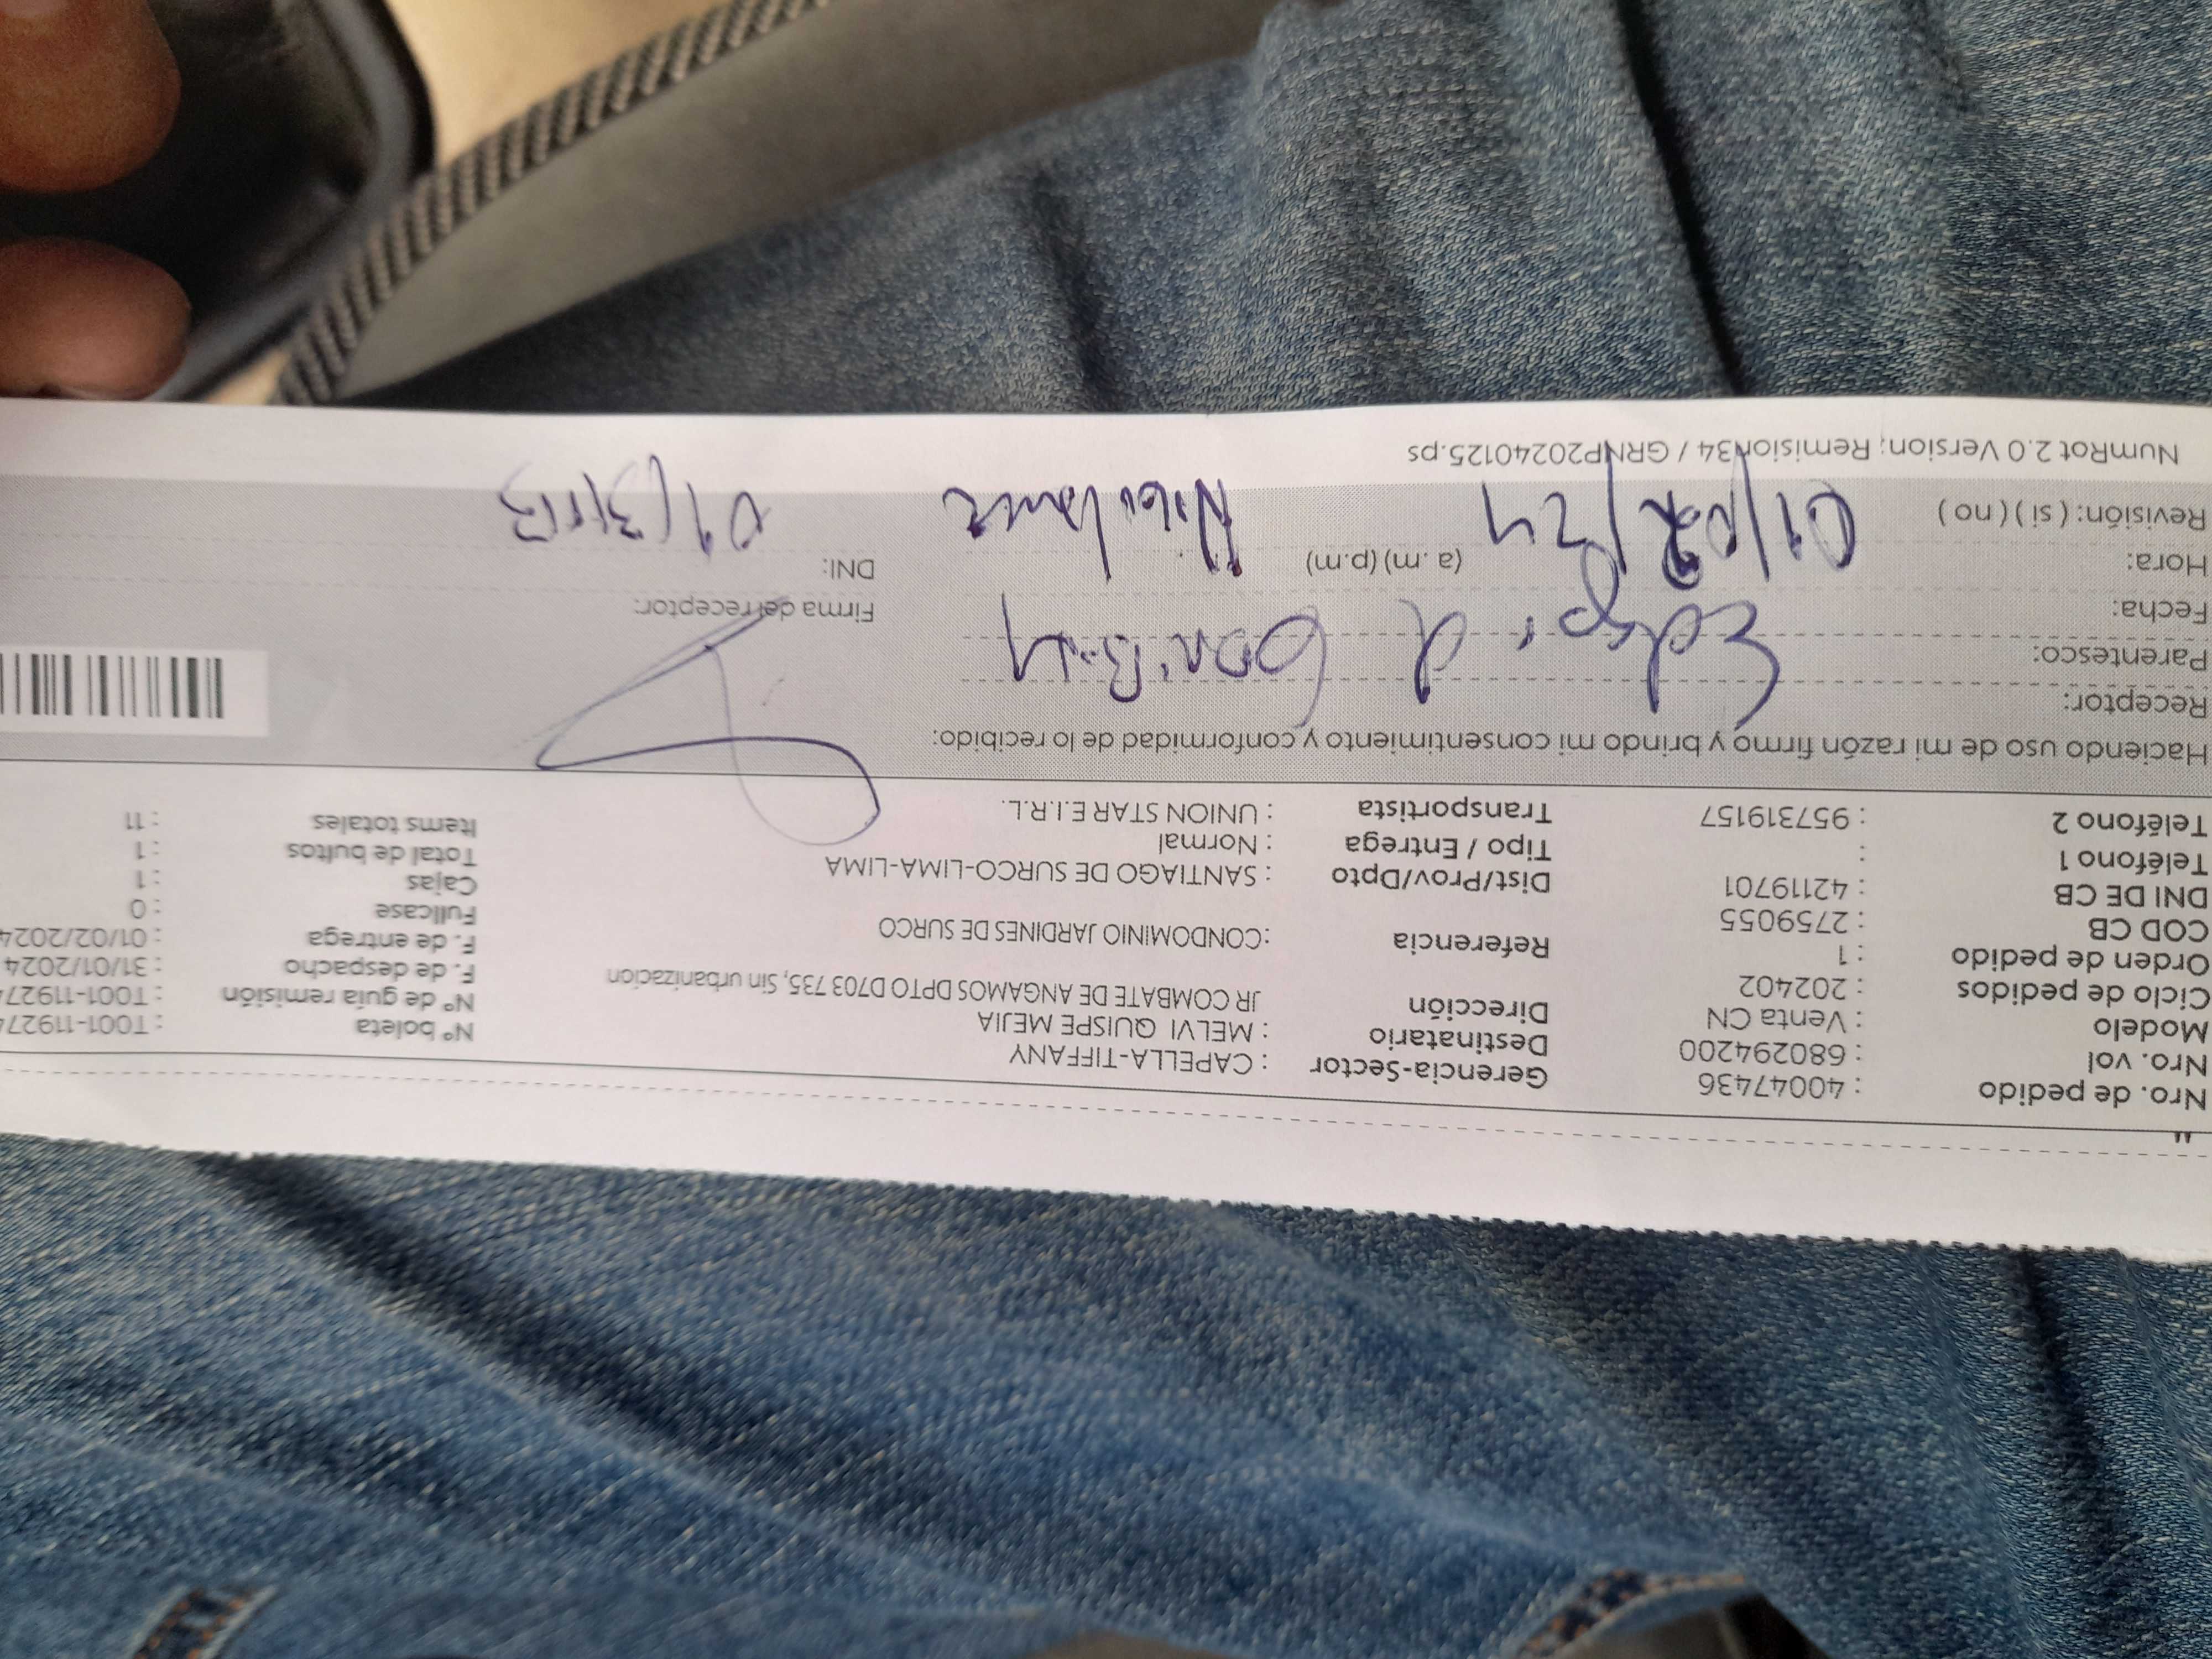 Nro. de pedido : 40047436 Gerencia-Sector : CAPELLA-TIFFANY Nº boleta : T001-119274
Nro. vol : 680294200 Destinatario : MELVI QUISPE MEJIA Nº de guía remisión : T001-119274
Modelo : Venta CN Dirección JR COMBATE DE ANGAMOS DPTO D703 735, Sin urbanizacion F. de despacho : 31/01/2024
Ciclo de pedidos : 202402 F. de entrega : 01/02/2024
Orden de pedido : 1 Referencia :CONDOMINIO JARDINES DE SURCO Fullcase : 0
COD CB : 2759055 Cajas : 1
DNI DE CB : 42119701 Dist/Prov/Dpto : SANTIAGO DE SURCO-LIMA-LIMA Total de bultos : 1
Teléfono 1 : Tipo / Entrega : Normal Items totales : 11
Teléfono 2 : 957319157 Transportista : UNION STAR E.I.R.L.
Haciendo uso de mi razón firmo y brindo mi consentimiento y conformidad de lo recibido:
Receptor:
Parentesco:
Fecha: Firma del receptor:
Hora: (a. m) (p.m) DNI:
Revisión: ( si ) ( no ) 01/02/24
NumRot 2.0 Version; Remision34 / GRNP20240125.ps